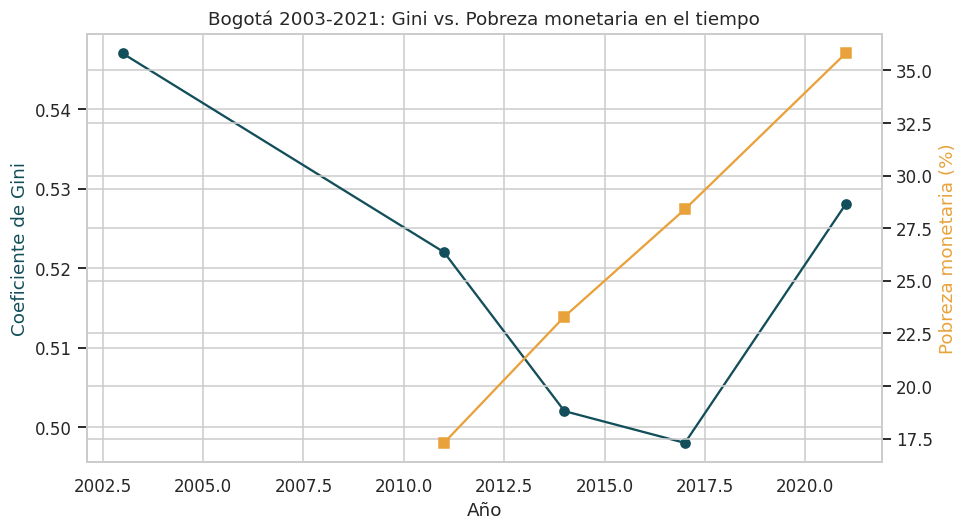 Bogotá 2003-2021: Gini vs. Pobreza monetaria en el tiempo
Coeficiente de Gini
0.54
0.53
0.52
0.51
0.50
35.0
32.5
30.0
27.5
25.0
22.5
20.0
17.5
Pobreza monetaria (%)
2002.5 2005.0 2007.5 2010.0 2012.5 2015.0 2017.5 2020.0
Año